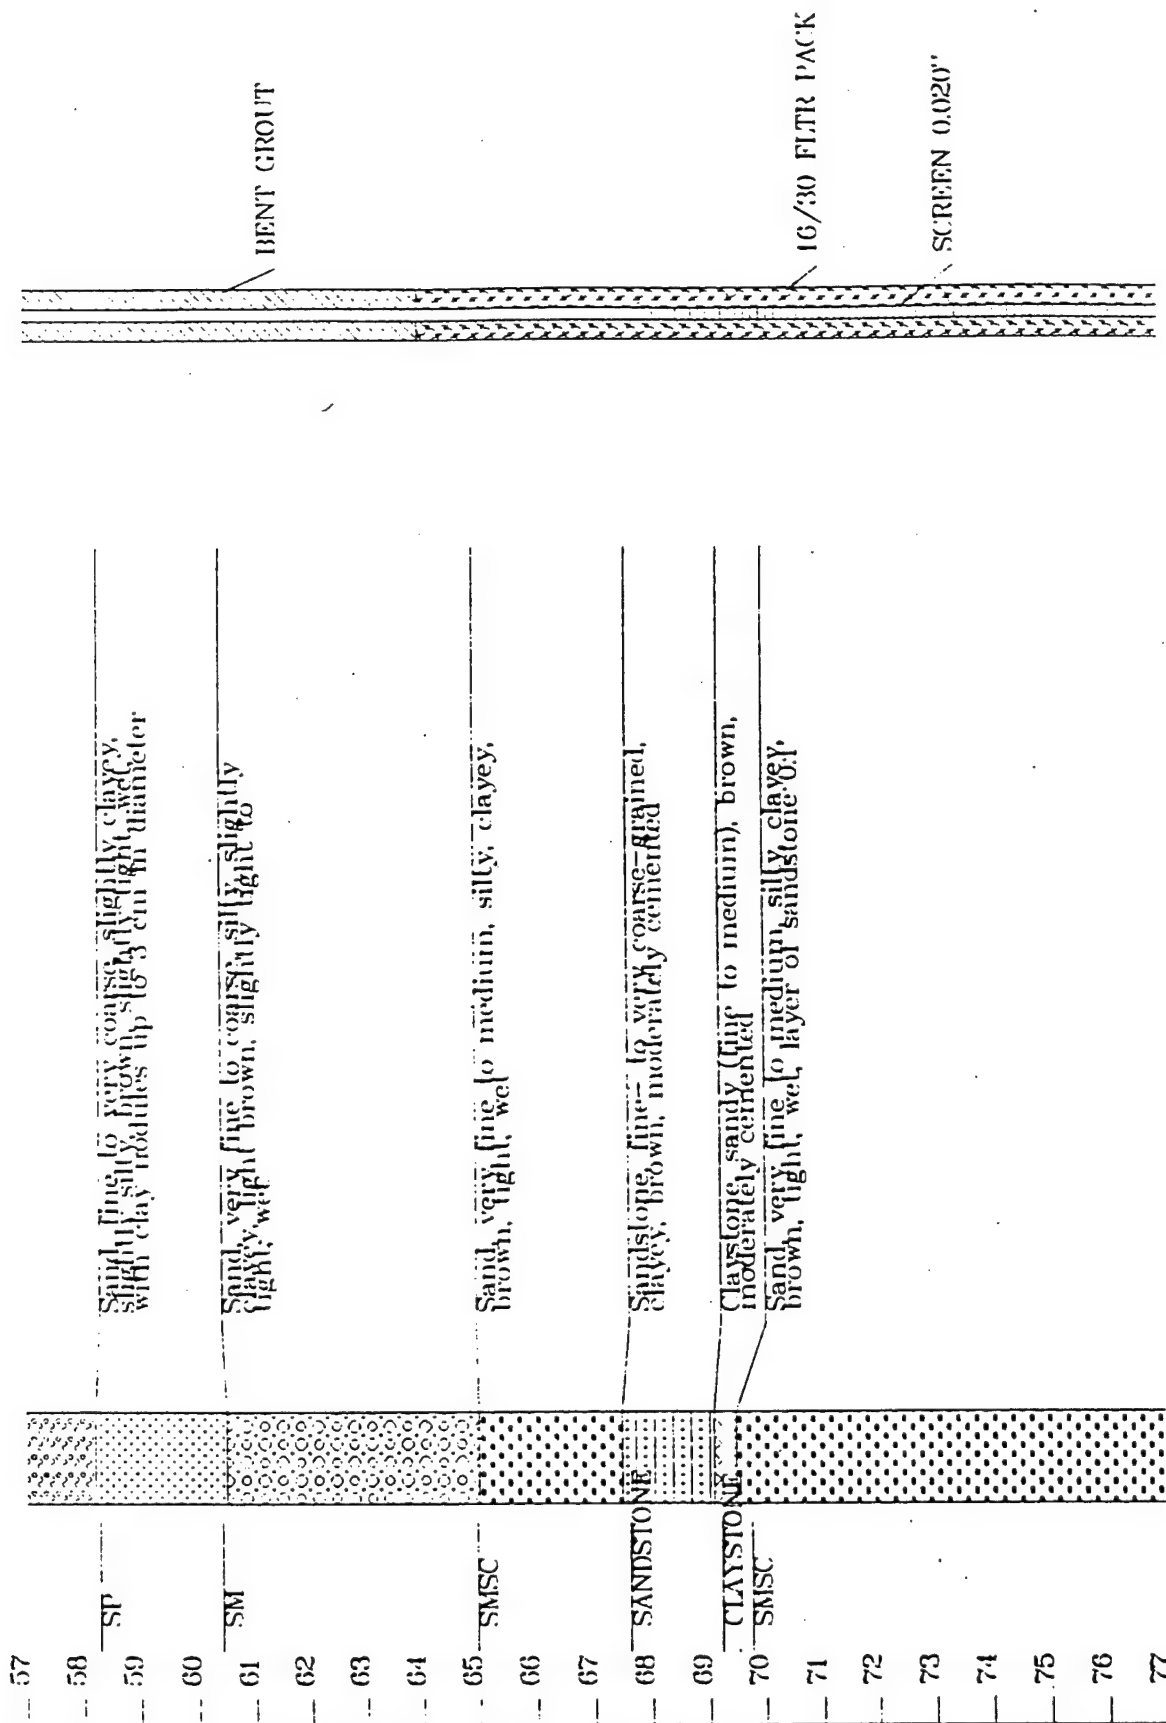 57
58
59
60
61
62
63
64
65
66
67
68
69
70
71
72
73
74
75
76
77
SP
SM
SMSC
SANDSTONE
CLAYSTONE
SMSC
Sand, fine to very coarse, slightly clayey,
slightly silty, brown, slightly tight, wet,
with clay nodules up to 3 cm in diameter
Sand, very fine to coarse, silty, slightly
clayey, light brown, slightly tight to
tight, wet
Sand, very fine to medium, silty, clayey,
brown, tight, wet
Sandstone, fine- to very coarse-grained,
clayey, brown, moderately cemented
Claystone, sandy (fine to medium), brown,
moderately cemented
Sand, very fine to medium, silty, clayey,
brown, tight, wet, layer of sandstone 0.1
BENT GROUT
16/30 FLTR PACK
SCREEN 0.020"